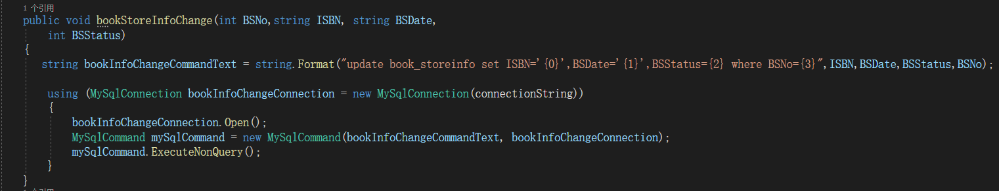 1 个引用
public void bookStoreInfoChange(int BSNo,string ISBN, string BSDate,
int BSStatus)
{
string bookInfoChangeCommandText = string.Format("update book_storeinfo set ISBN='{0}',BSDate='{1}',BSStatus={2} where BSNo={3}",ISBN,BSDate,BSStatus,BSNo);
using (MySqlConnection bookInfoChangeConnection = new MySqlConnection(connectionString))
{
bookInfoChangeConnection.Open();
MySqlCommand mySqlCommand = new MySqlCommand(bookInfoChangeCommandText, bookInfoChangeConnection);
mySqlCommand.ExecuteNonQuery();
}
}